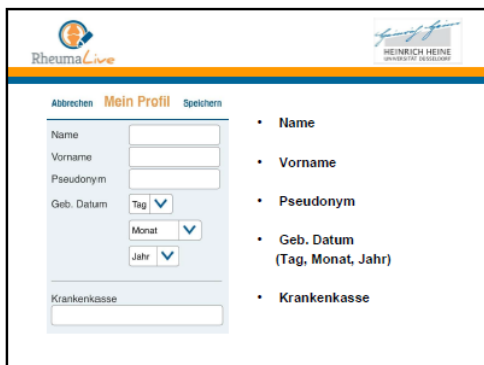 RheumaLive
HEINRICH HEINE
UNIVERSITÄT DÜSSELDORF
Abbrechen Mein Profil Speichern
Name
Vorname
Pseudonym
Geb. Datum Tag
Monat
Jahr
Krankenkasse
• Name
• Vorname
• Pseudonym
• Geb. Datum
(Tag, Monat, Jahr)
• Krankenkasse